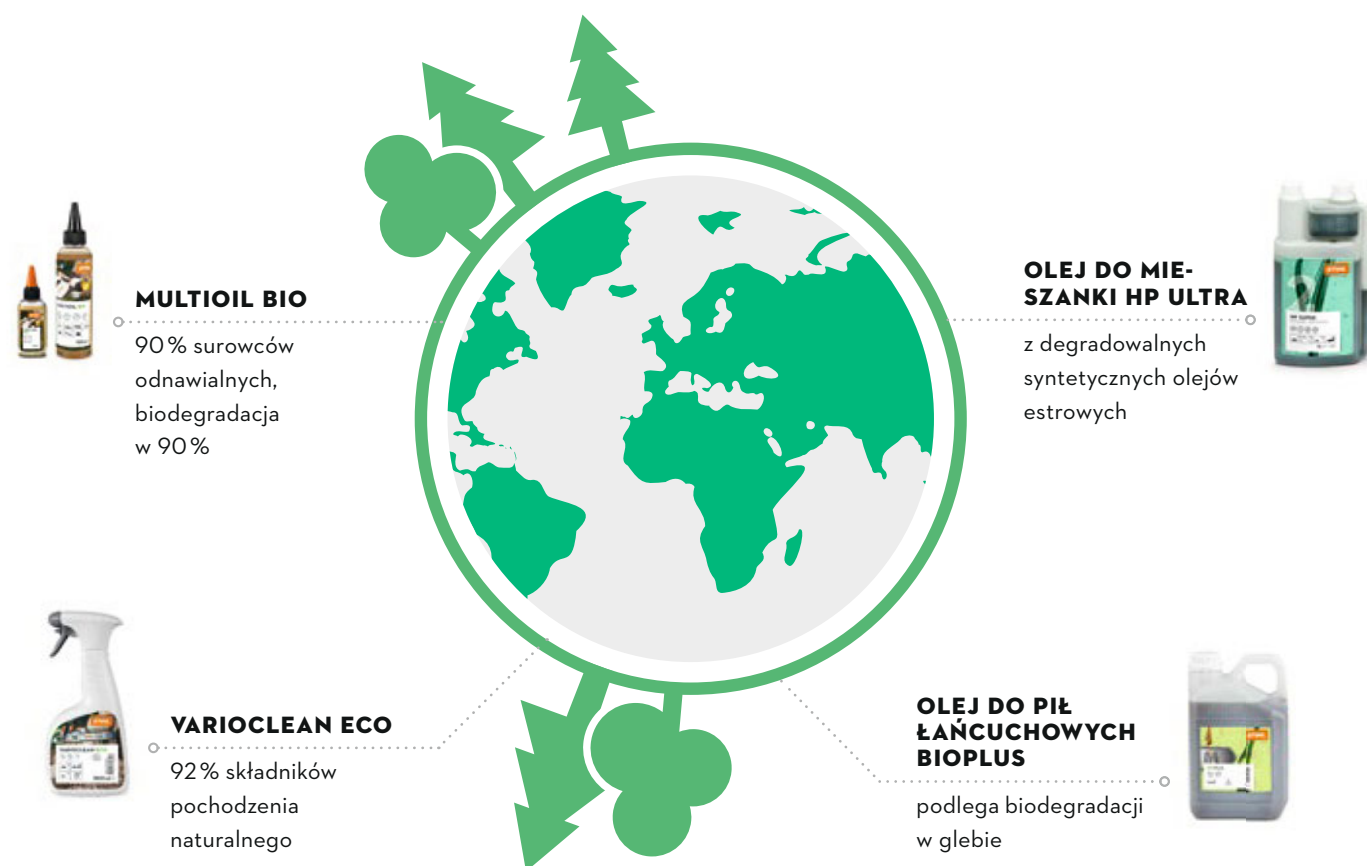 MULTIOIL BIO
90 % surowców
odnawialnych,
biodegradacja
w 90 %
OLEJ DO MIE-
SZANKI HP ULTRA
z degradowalnych
syntetycznych olejów
estrowych
VARIOCLEAN ECO
92 % składników
pochodzenia
naturalnego
OLEJ DO PIŁ
ŁAŃCUCHOWYCH
BIOPLUS
podlega biodegradacji
w glebie